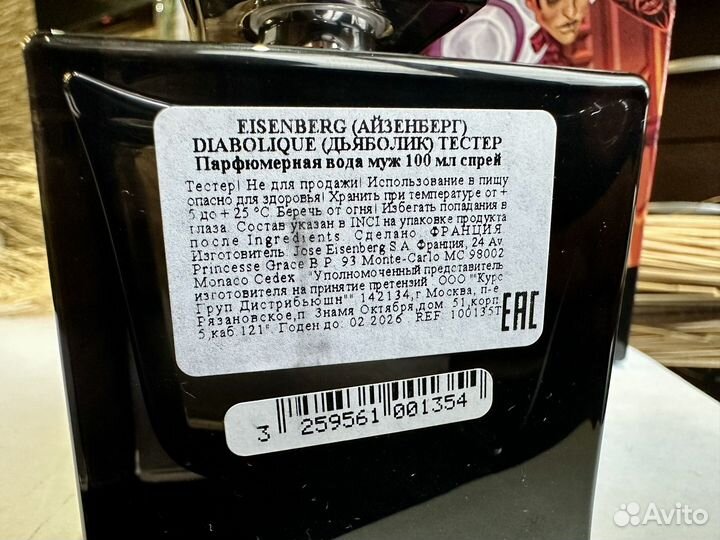 EISENBERG (АЙЗЕНБЕРГ)
DIABOLIQUE (ДЬЯБОЛИК) ТЕСТЕР
Парфюмерная вода муж 100 мл спрей
Тестер! Не для продажи! Использование в пищу
опасно для здоровья! Хранить при температуре от +
5 до + 25 °C Беречь от огня! Избегать попадания в
глаза. Состав указан в INCI на упаковке продукта
после Ingredients. Сделано ФРАНЦИЯ
Изготовитель Jose Eisenberg S.A. Франция, 24 Av.
Princesse Grace B.P. 93 Monte-Carlo MC 98002
Monaco Cedex. "Уполномоченный представитель
изготовителя на принятие претензий" ООО ""Курс
Груп Дистрибьюшн"" 142134, г. Москва, п-е
Рязановское, п Знамя Октября, дом 51, корп.
5, каб.121". Годен до: 02 2026 REF 100135T
EAC
3 259561 001354
Avito